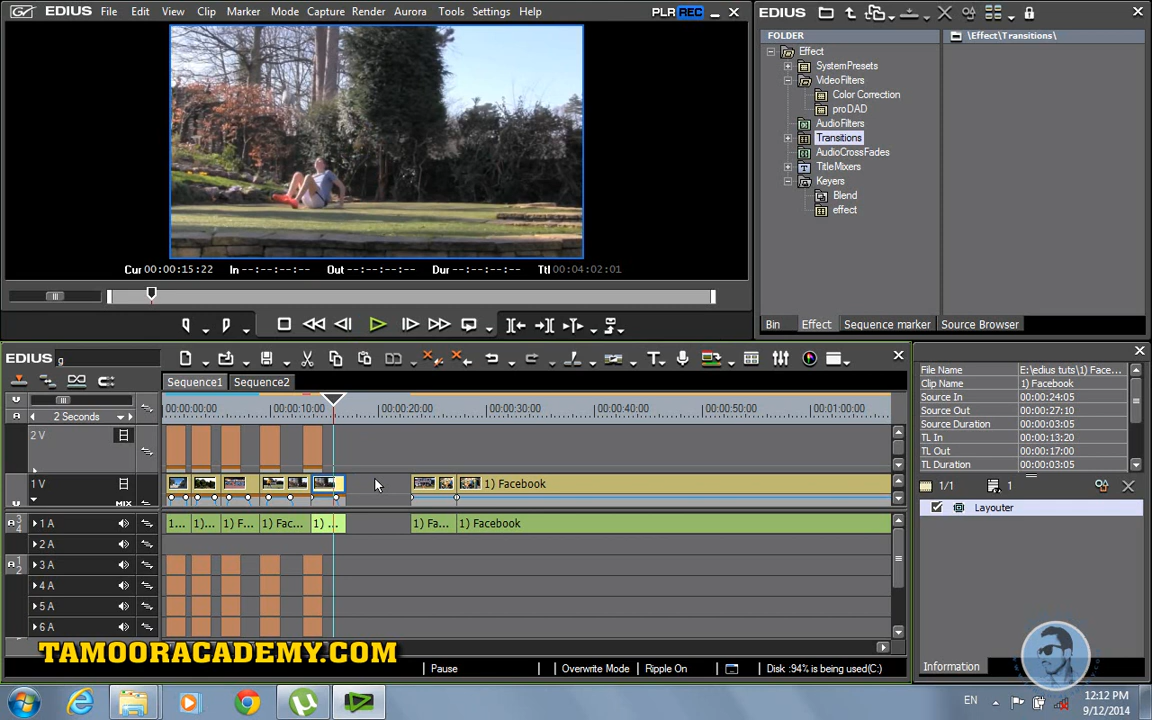 File Edit View Clip Marker Mode Capture Render Aurora Tools Settings Help PLR REC
EDIUS
FOLDER
\Effect\Transitions\
Effect
SystemPresets
VideoFilters
Color Correction
proDAD
AudioFilters
Transitions
AudioCrossFades
TitleMixers
Keyers
Blend
effect
Cur 00:00:15:22 In --:--:--:-- Out --:--:--:-- Dur --:--:--:-- Ttl 00:04:02:01
Bin Effect Sequence marker Source Browser
EDIUS g
Sequence1 Sequence2
2 Seconds
00:00:00:00 00:00:10:00 00:00:20:00 00:00:30:00 00:00:40:00 00:00:50:00 00:01:00:00
2 V
1 V
1) Facebook
MIX
1 A
1... 1)... 1) F... 1) Fac... 1) ... 1) Fa... 1) Facebook
2 A
3 A
4 A
5 A
6 A
File Name E:\edius tuts\1) Face...
Clip Name 1) Facebook
Source In 00:00:24:05
Source Out 00:00:27:10
Source Duration 00:00:03:05
TL In 00:00:13:20
TL Out 00:00:17:00
TL Duration 00:00:03:05
1/1 1
Layouter
Information
TAMOORACADEMY.COM
Pause Overwrite Mode Ripple On Disk :94% is being used(C:)
EN
12:12 PM
9/12/2014